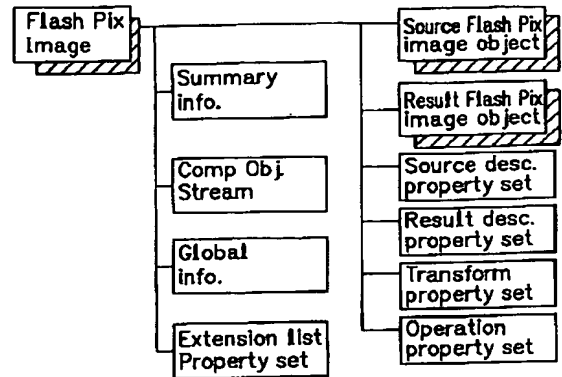 Flash Pix
Image
Summary
info.
Comp Obj.
Stream
Global
info.
Extension list
Property set
Source Flash Pix
image object
Result Flash Pix
image object
Source desc.
property set
Result desc.
property set
Transform
property set
Operation
property set